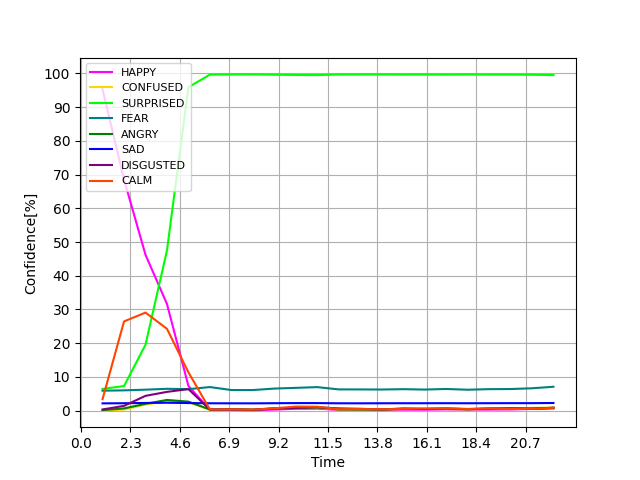 HAPPY
CONFUSED
SURPRISED
FEAR
ANGRY
SAD
DISGUSTED
CALM
Confidence[%]
100
90
80
70
60
50
40
30
20
10
0
0.0 2.3 4.6 6.9 9.2 11.5 13.8 16.1 18.4 20.7
Time